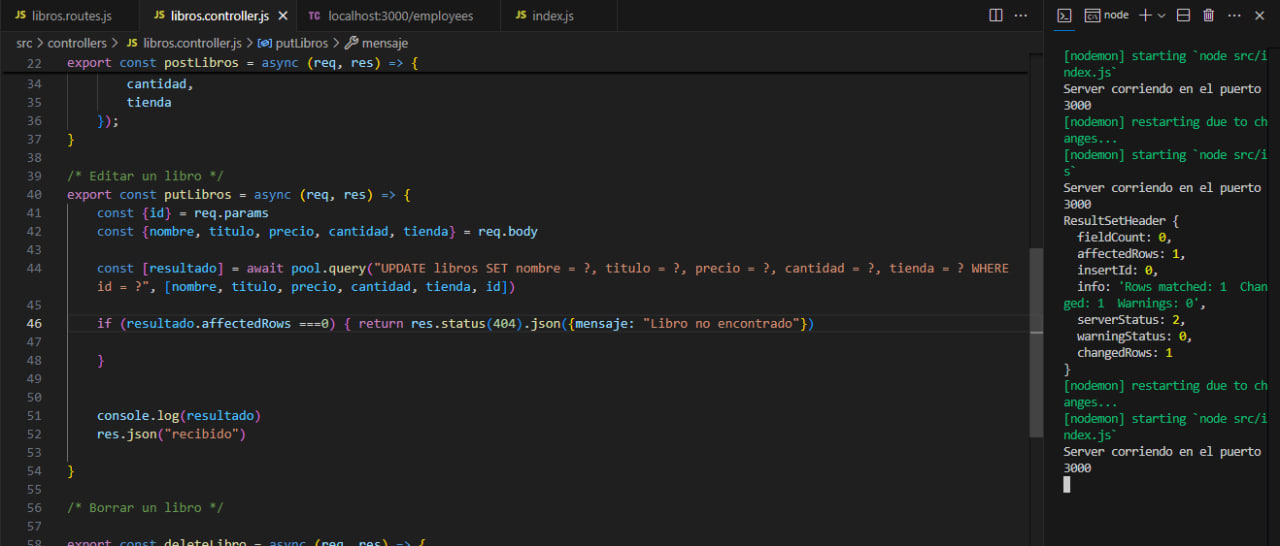 JS libros.routes.js JS libros.controller.js TC localhost:3000/employees JS index.js
src > controllers > JS libros.controller.js > putLibros > mensaje
22 export const postLibros = async (req, res) => {
34 cantidad,
35 tienda
36 });
37 }
38
39 /* Editar un libro */
40 export const putLibros = async (req, res) => {
41 const {id} = req.params
42 const {nombre, titulo, precio, cantidad, tienda} = req.body
43
44 const [resultado] = await pool.query("UPDATE libros SET nombre = ?, titulo = ?, precio = ?, cantidad = ?, tienda = ? WHERE
id = ?", [nombre, titulo, precio, cantidad, tienda, id])
45
46 if (resultado.affectedRows ===0) { return res.status(404).json({mensaje: "Libro no encontrado"})
47
48 }
49
50
51 console.log(resultado)
52 res.json("recibido")
53
54 }
55
56 /* Borrar un libro */
57
58 export const deleteLibro = async (req, res) => {
node
[nodemon] starting `node src/i
ndex.js`
Server corriendo en el puerto
3000
[nodemon] restarting due to ch
anges...
[nodemon] starting `node src/i
s`
Server corriendo en el puerto
3000
ResultSetHeader {
fieldCount: 0,
affectedRows: 1,
insertId: 0,
info: 'Rows matched: 1  Chan
ged: 1  Warnings: 0',
serverStatus: 2,
warningStatus: 0,
changedRows: 1
}
[nodemon] restarting due to ch
anges...
[nodemon] starting `node src/i
ndex.js`
Server corriendo en el puerto
3000